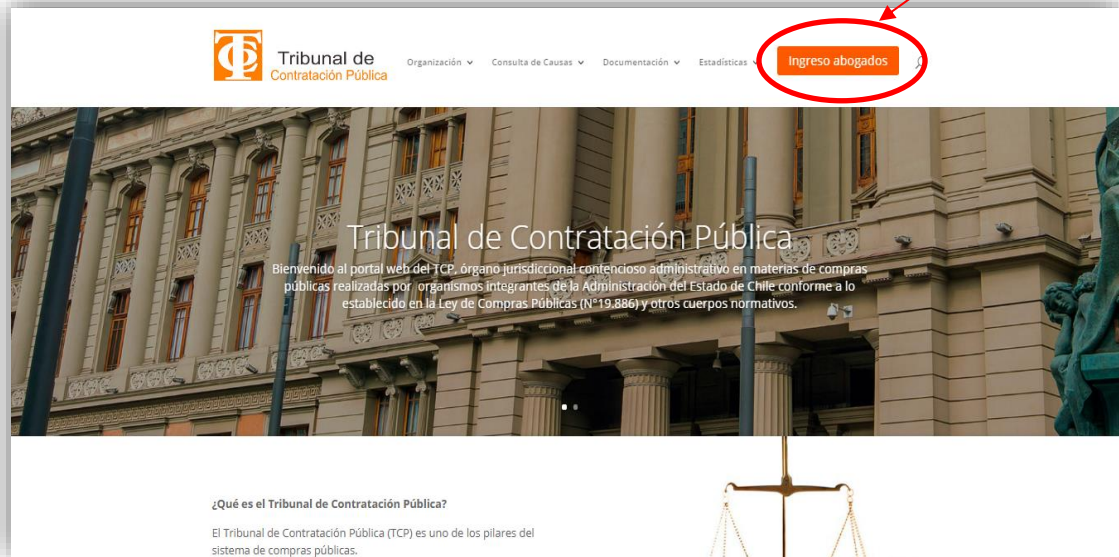 Tribunal de
Contratación Pública
Organización
Consulta de Causas
Documentación
Estadísticas
Ingreso abogados
Tribunal de Contratación Pública
Bienvenido al portal web del TCP, órgano jurisdiccional contencioso administrativo en materias de compras
públicas realizadas por organismos integrantes de la Administración del Estado de Chile conforme a lo
establecido en la Ley de Compras Públicas (N°19.886) y otros cuerpos normativos.
¿Qué es el Tribunal de Contratación Pública?
El Tribunal de Contratación Pública (TCP) es uno de los pilares del
sistema de compras públicas.